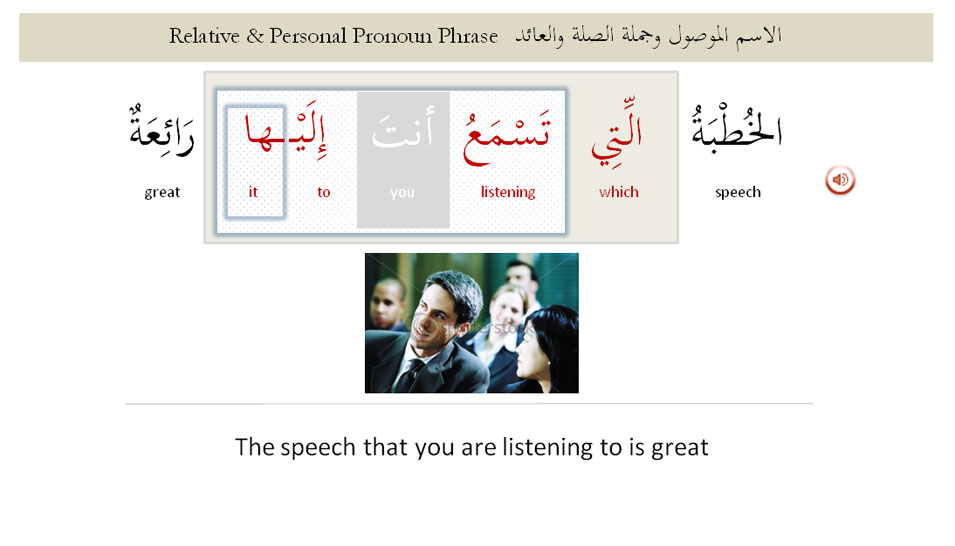 Relative & Personal Pronoun Phrase الاسم الموصول وجملة الصلة والعائد
الخُطْبَةُ الَّتِي تَسْمَعُ أنتَ إِلَيْـها رَائِعَةٌ
great it to you listening which speech
shutterstock
The speech that you are listening to is great